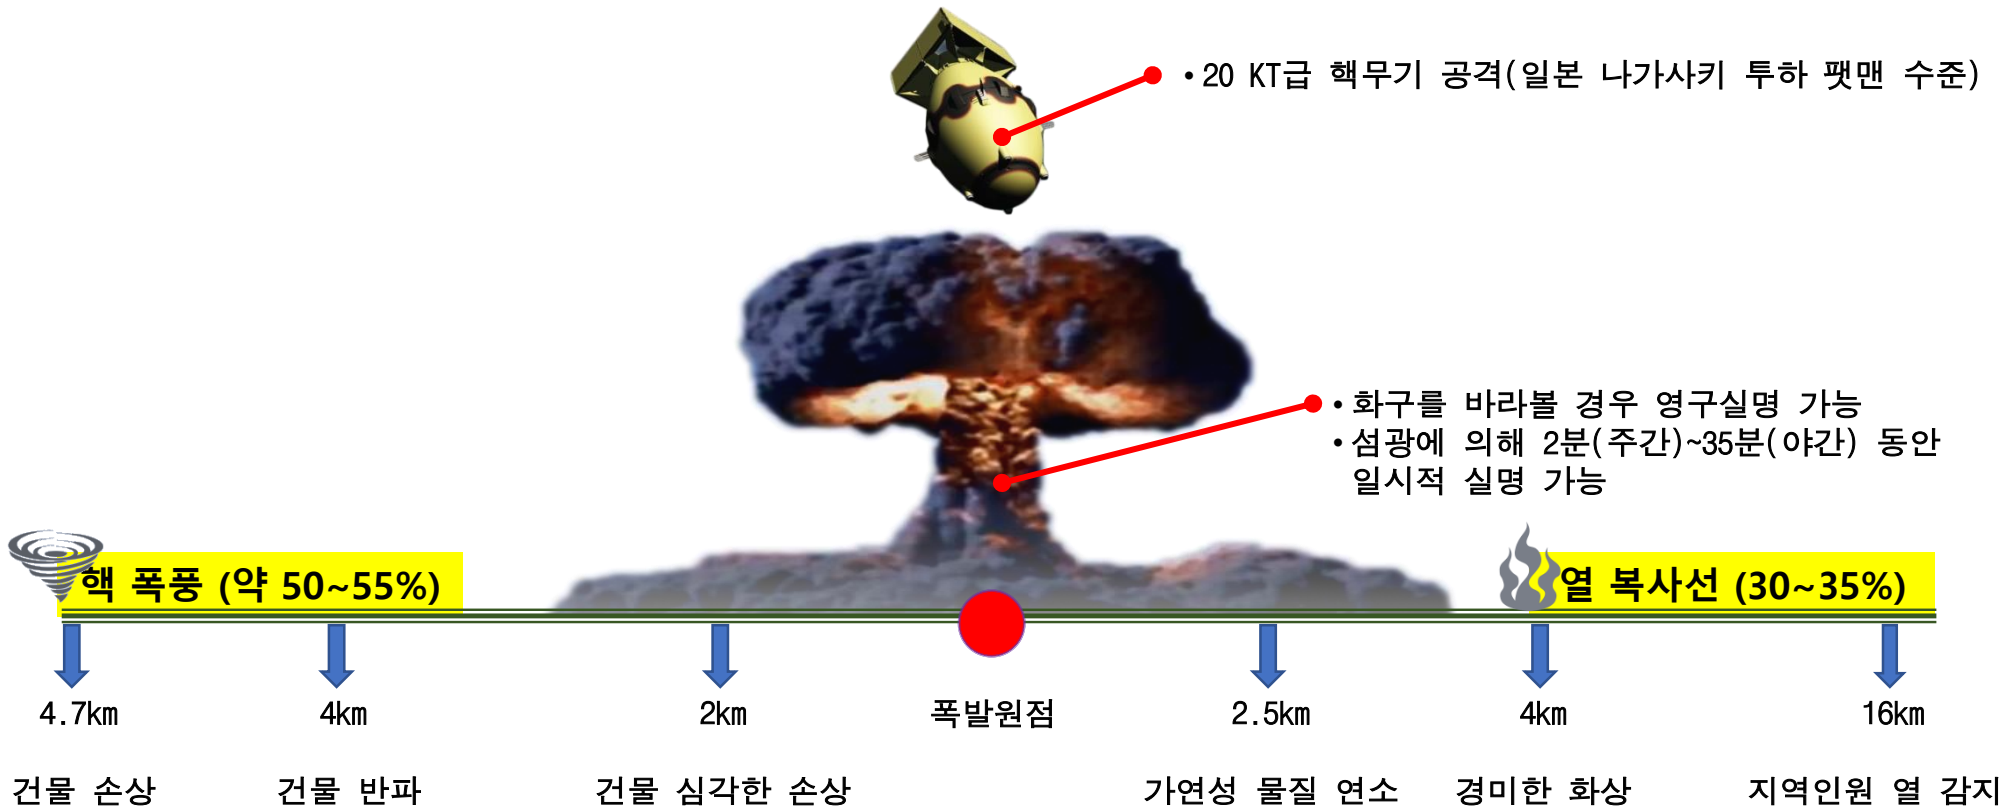 • 20 KT급 핵무기 공격(일본 나가사키 투하 팻맨 수준)
• 화구를 바라볼 경우 영구실명 가능
• 섬광에 의해 2분(주간)~35분(야간) 동안
일시적 실명 가능
핵 폭풍 (약 50~55%)
열 복사선 (30~35%)
4.7km 4km 2km 폭발원점 2.5km 4km 16km
건물 손상 건물 반파 건물 심각한 손상 가연성 물질 연소 경미한 화상 지역인원 열 감지